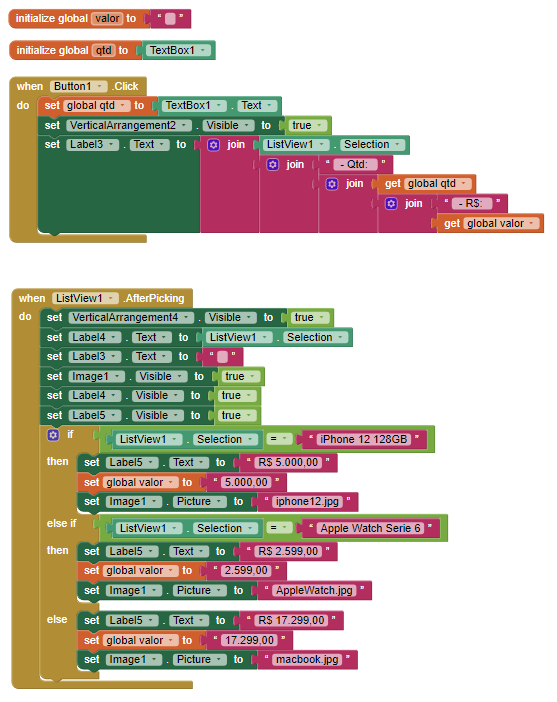 initialize global valor to " "
initialize global qtd to TextBox1
when Button1 .Click
do set global qtd to TextBox1 . Text
set VerticalArrangement2 . Visible to true
set Label3 . Text to join ListView1 . Selection
join " - Qtd: "
join get global qtd
join " - R$: "
get global valor
when ListView1 .AfterPicking
do set VerticalArrangement4 . Visible to true
set Label4 . Text to ListView1 . Selection
set Label3 . Text to " "
set Image1 . Visible to true
set Label4 . Visible to true
set Label5 . Visible to true
if ListView1 . Selection = " iPhone 12 128GB "
then set Label5 . Text to " R$ 5.000,00 "
set global valor to " 5.000,00 "
set Image1 . Picture to " iphone12.jpg "
else if ListView1 . Selection = " Apple Watch Serie 6 "
then set Label5 . Text to " R$ 2.599,00 "
set global valor to " 2.599,00 "
set Image1 . Picture to " AppleWatch.jpg "
else set Label5 . Text to " R$ 17.299,00 "
set global valor to " 17.299,00 "
set Image1 . Picture to " macbook.jpg "